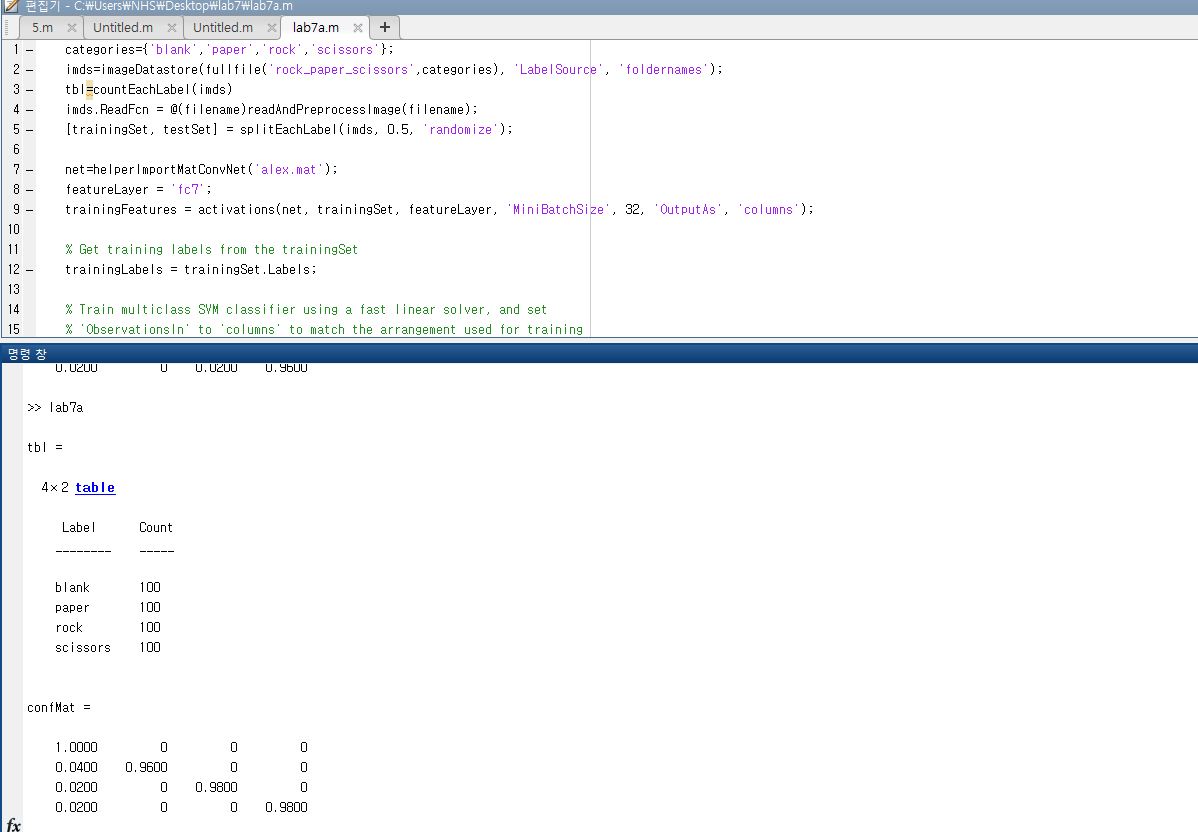 편집기 - C:₩Users₩NHS₩Desktop₩lab7₩lab7a.m
5.m Untitled.m Untitled.m lab7a.m
1 categories={'blank','paper','rock','scissors'};
2 imds=imageDatastore(fullfile('rock_paper_scissors',categories), 'LabelSource', 'foldernames');
3 tbl=countEachLabel(imds)
4 imds.ReadFcn = @(filename)readAndPreprocessImage(filename);
5 [trainingSet, testSet] = splitEachLabel(imds, 0.5, 'randomize');
6
7 net=helperImportMatConvNet('alex.mat');
8 featureLayer = 'fc7';
9 trainingFeatures = activations(net, trainingSet, featureLayer, 'MiniBatchSize', 32, 'OutputAs', 'columns');
10
11 % Get training labels from the trainingSet
12 trainingLabels = trainingSet.Labels;
13
14 % Train multiclass SVM classifier using a fast linear solver, and set
15 % 'ObservationsIn' to 'columns' to match the arrangement used for training
명령 창
0.0200 0 0.0200 0.9600
>> lab7a
tbl =
4×2 table
Label Count
________ _____
blank 100
paper 100
rock 100
scissors 100
confMat =
1.0000 0 0 0
0.0400 0.9600 0 0
0.0200 0 0.9800 0
0.0200 0 0 0.9800
fx